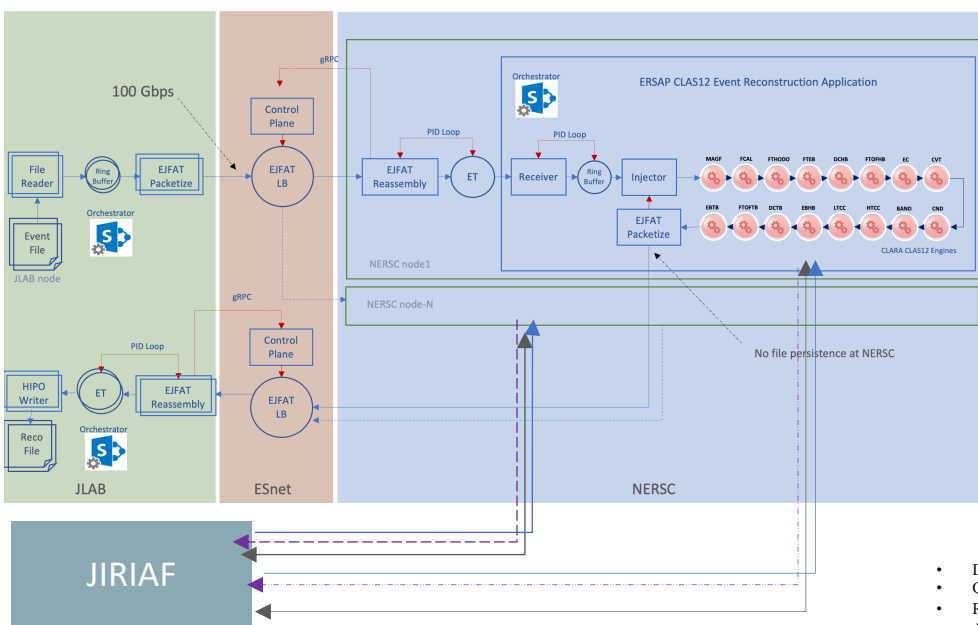 100 Gbps
gRPC
Control
Plane
File
Reader
Ring
Buffer
EJFAT
Packetize
EJFAT
LB
Event
File
Orchestrator
S
JLAB node
PID Loop
EJFAT
Reassembly
ET
NERSC node1
Orchestrator
S
ERSAP CLAS12 Event Reconstruction Application
PID Loop
Receiver
Ring
Buffer
Injector
EJFAT
Packetize
MAGF
FCAL
FTHODO
FTEB
DCHB
FTOFHB
EC
CVT
EBTB
FTOFTB
DCTB
EBHB
LTCC
HTCC
BAND
CND
CLARA CLAS12 Engines
NERSC node-N
No file persistence at NERSC
gRPC
Control
Plane
PID Loop
HIPO
Writer
ET
EJFAT
Reassembly
EJFAT
LB
Reco
File
Orchestrator
S
JLAB
ESnet
NERSC
JIRIAF